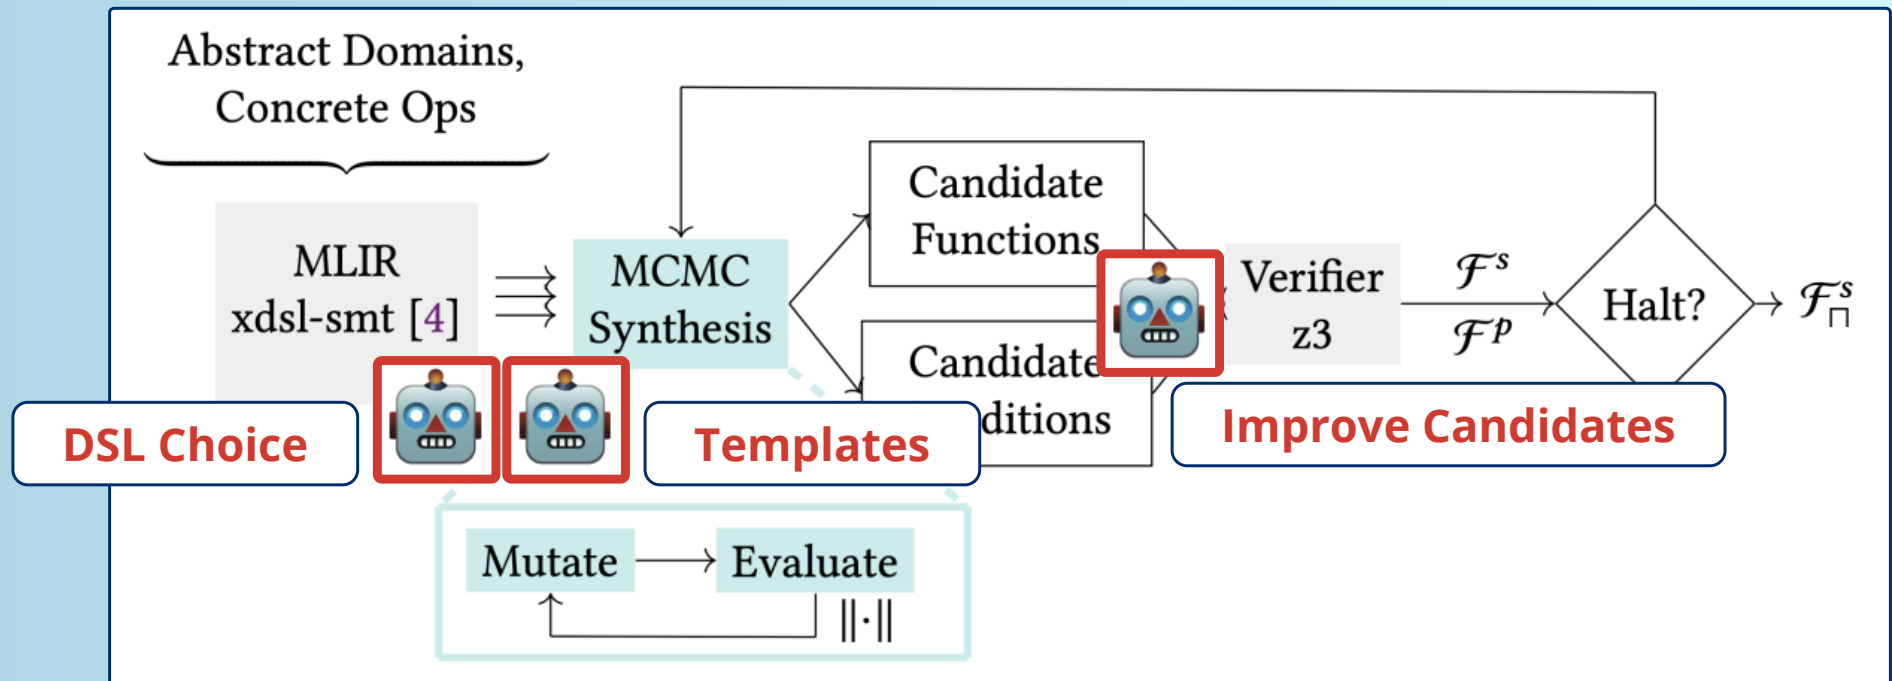 Abstract Domains,
Concrete Ops
MLIR
xdsl-smt [4]
MCMC
Synthesis
Candidate
Functions
Candidate
ditions
Verifier
z3
ℱˢ
ℱᵖ
Halt?
ℱˢ⊓
DSL Choice
Templates
Improve Candidates
Mutate
Evaluate
||·||